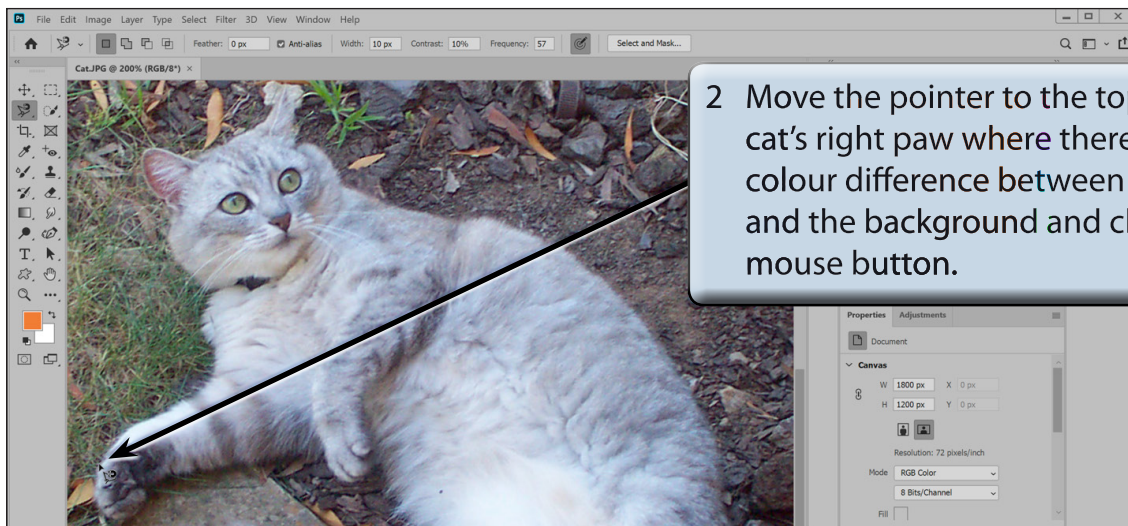 Ps File Edit Image Layer Type Select Filter 3D View Window Help
Feather: 0 px Anti-alias Width: 10 px Contrast: 10% Frequency: 57 Select and Mask...
Cat.JPG @ 200% (RGB/8*) ×
2 Move the pointer to the top
cat's right paw where there
colour difference between
and the background and cl
mouse button.
Properties Adjustments
Document
Canvas
W 1800 px X 0 px
H 1200 px Y 0 px
Resolution: 72 pixels/inch
Mode RGB Color
8 Bits/Channel
Fill